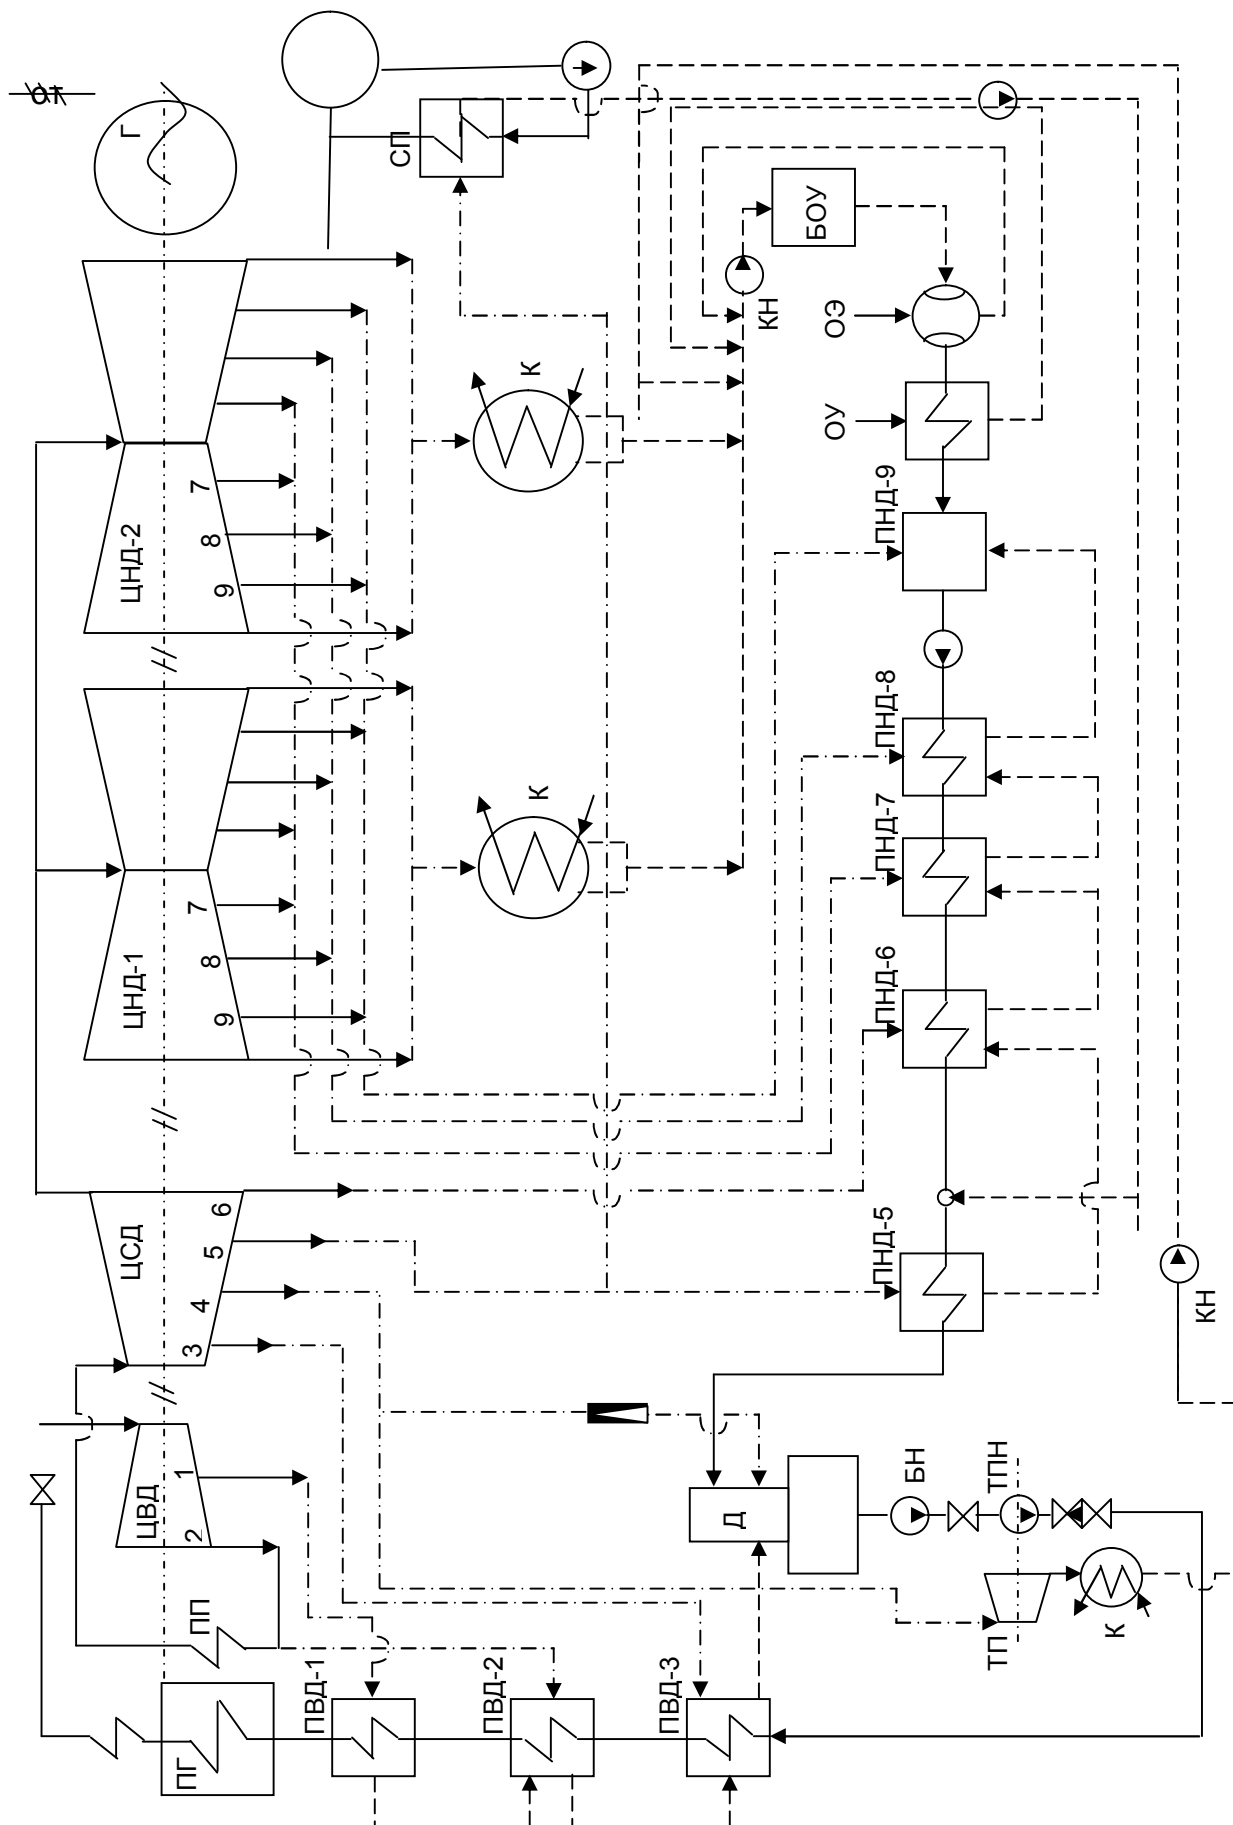 от
Г
СП
БОУ
КН
ОЭ
К
ОУ
ПНД-9
7
8
9
ЦНД-2
ПНД-8
К
ПНД-7
7
8
9
ЦНД-1
ПНД-6
6
5
4
3
ЦСД
ПНД-5
КН
1
2
ЦВД
БН
ТПН
Д
ПП
ТП
К
ПВД-1
ПВД-2
ПВД-3
ПГ